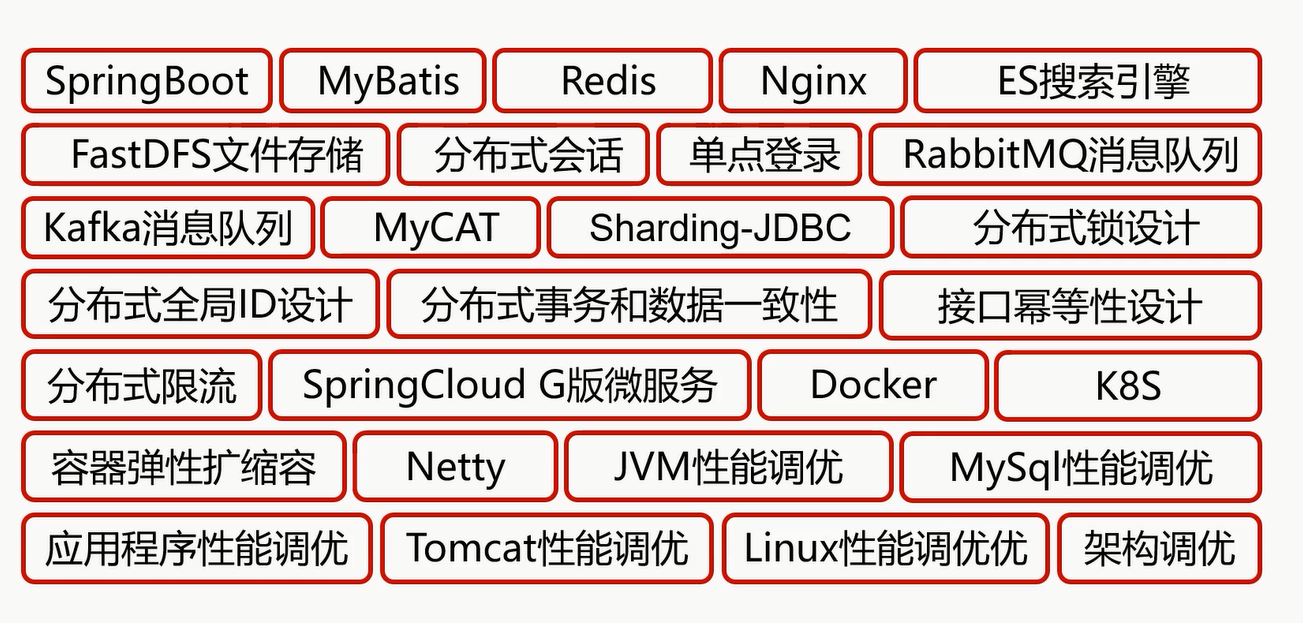 SpringBoot MyBatis Redis Nginx ES搜索引擎
FastDFS文件存储 分布式会话 单点登录 RabbitMQ消息队列
Kafka消息队列 MyCAT Sharding-JDBC 分布式锁设计
分布式全局ID设计 分布式事务和数据一致性 接口幂等性设计
分布式限流 SpringCloud G版微服务 Docker K8S
容器弹性扩缩容 Netty JVM性能调优 MySql性能调优
应用程序性能调优 Tomcat性能调优 Linux性能调优优 架构调优